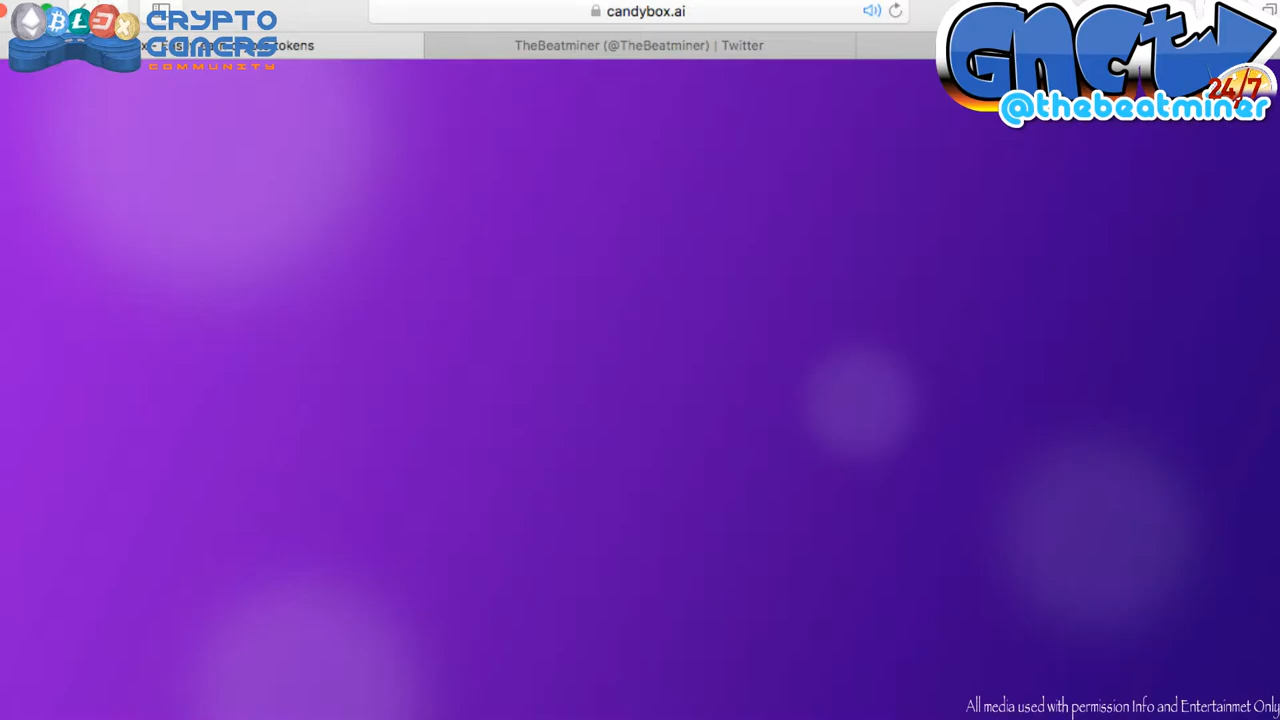 CRYPTO
GAMERS
COMMUNITY
candybox.ai
tokens
TheBeatminer (@TheBeatminer) | Twitter
GNCtv
24/7
@thebeatminer
All media used with permission Info and Entertainmet Only